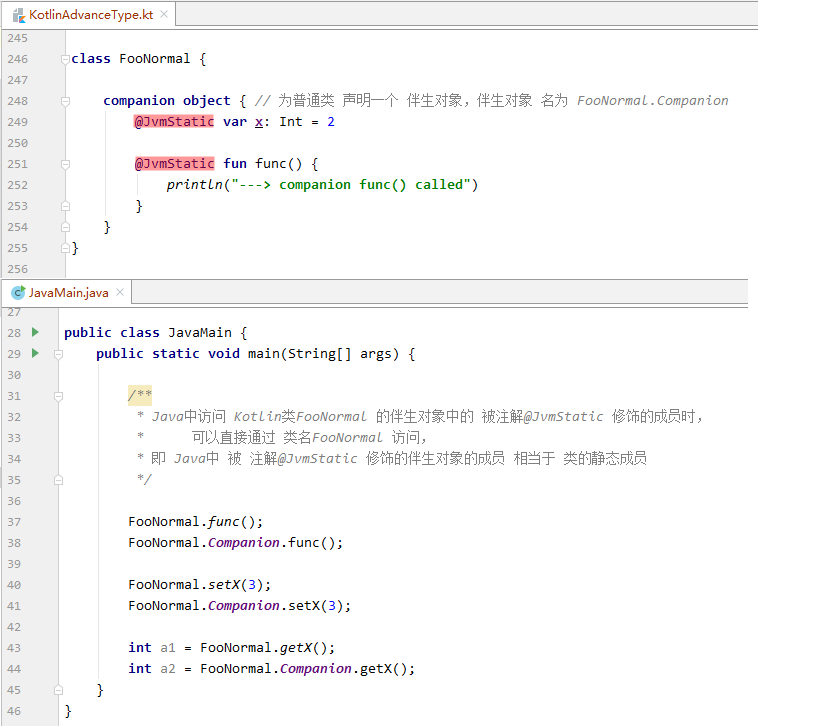 KotlinAdvanceType.kt ×
245
246 class FooNormal {
247
248 companion object { // 为普通类 声明一个 伴生对象，伴生对象 名为 FooNormal.Companion
249 @JvmStatic var x: Int = 2
250
251 @JvmStatic fun func() {
252 println("---> companion func() called")
253 }
254 }
255 }
256
JavaMain.java ×
27
28 public class JavaMain {
29 public static void main(String[] args) {
30
31 /**
32 * Java中访问 Kotlin类FooNormal 的伴生对象中的 被注解@JvmStatic 修饰的成员时，
33 * 可以直接通过 类名FooNormal 访问，
34 * 即 Java中 被 注解@JvmStatic 修饰的伴生对象的成员 相当于 类的静态成员
35 */
36
37 FooNormal.func();
38 FooNormal.Companion.func();
39
40 FooNormal.setX(3);
41 FooNormal.Companion.setX(3);
42
43 int a1 = FooNormal.getX();
44 int a2 = FooNormal.Companion.getX();
45 }
46 }